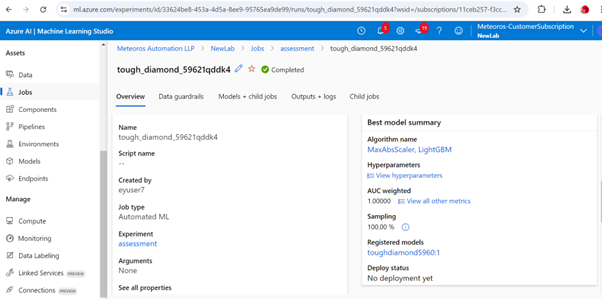 ml.azure.com/experiments/id/33624be8-453a-4d5a-8ee9-95765ea9de99/runs/tough_diamond_59621qddk4?wsid=/subscriptions/11ceb257-f3cc...
Azure AI | Machine Learning Studio
5
19
Meteoros-CustomerSubscription
NewLab
Meteoros Automation LLP > NewLab > Jobs > assessment > tough_diamond_59621qddk4
tough_diamond_59621qddk4 Completed
Overview Data guardrails Models + child jobs Outputs + logs Child jobs
Assets
Data
Jobs
Components
Pipelines
Environments
Models
Endpoints
Manage
Compute
Monitoring
Data Labeling
Linked Services PREVIEW
Connections PREVIEW
Name
tough_diamond_59621qddk4
Script name
--
Created by
eyuser7
Job type
Automated ML
Experiment
assessment
Arguments
None
See all properties
Best model summary
Algorithm name
MaxAbsScaler, LightGBM
Hyperparameters
View hyperparameters
AUC weighted
1.00000 View all other metrics
Sampling
100.00 %
Registered models
toughdiamond5960:1
Deploy status
No deployment yet